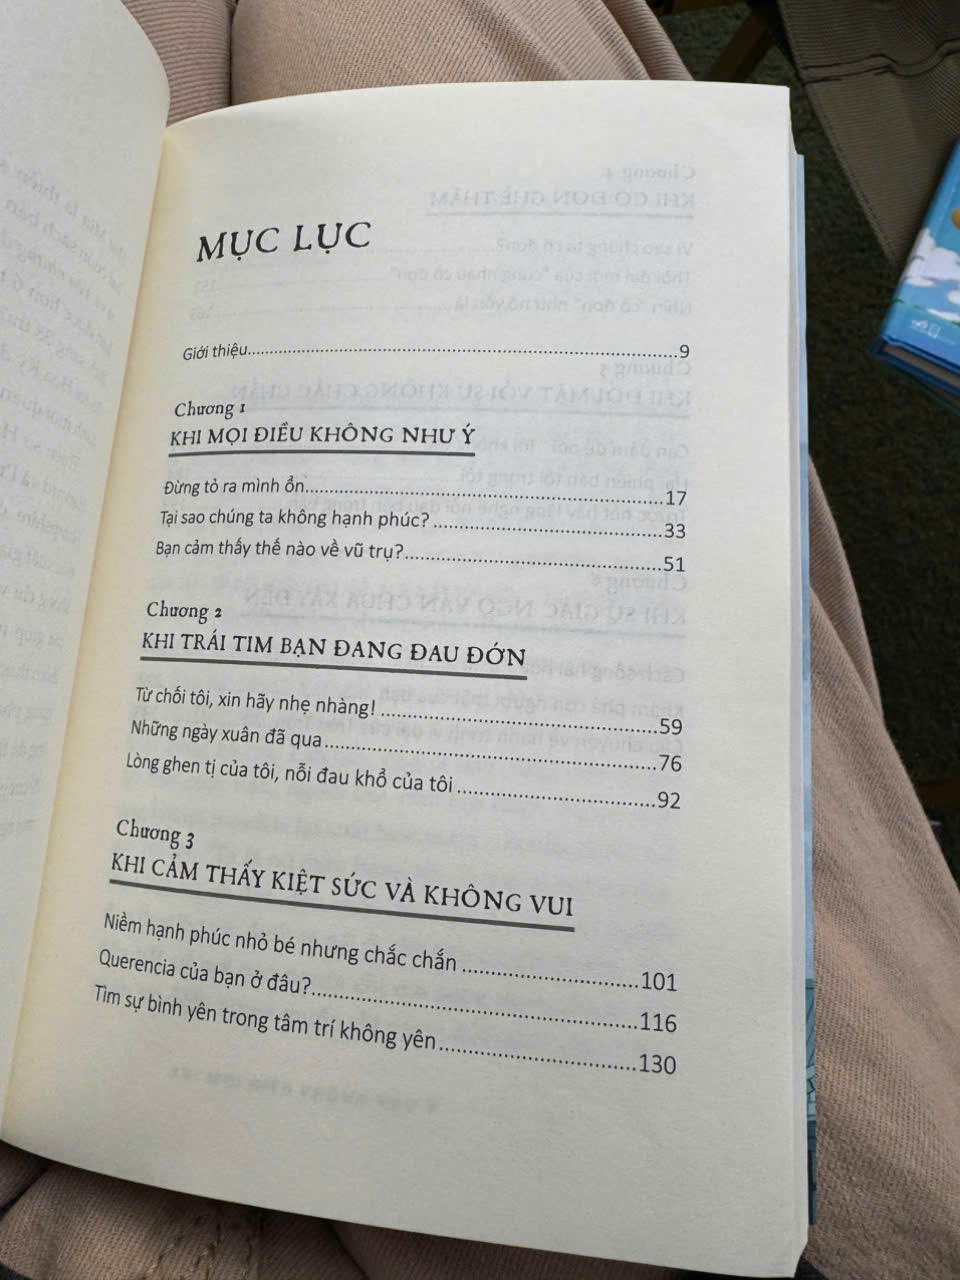 MỤC LỤC
Giới thiệu......9
Chương 1
KHI MỌI ĐIỀU KHÔNG NHƯ Ý
Đừng tỏ ra mình ổn......17
Tại sao chúng ta không hạnh phúc?......33
Bạn cảm thấy thế nào về vũ trụ?......51
Chương 2
KHI TRÁI TIM BẠN ĐANG ĐAU ĐỚN
Từ chối tôi, xin hãy nhẹ nhàng!......59
Những ngày xuân đã qua......76
Lòng ghen tị của tôi, nỗi đau khổ của tôi......92
Chương 3
KHI CẢM THẤY KIỆT SỨC VÀ KHÔNG VUI
Niềm hạnh phúc nhỏ bé nhưng chắc chắn......101
Querencia của bạn ở đâu?......116
Tìm sự bình yên trong tâm trí không yên......130